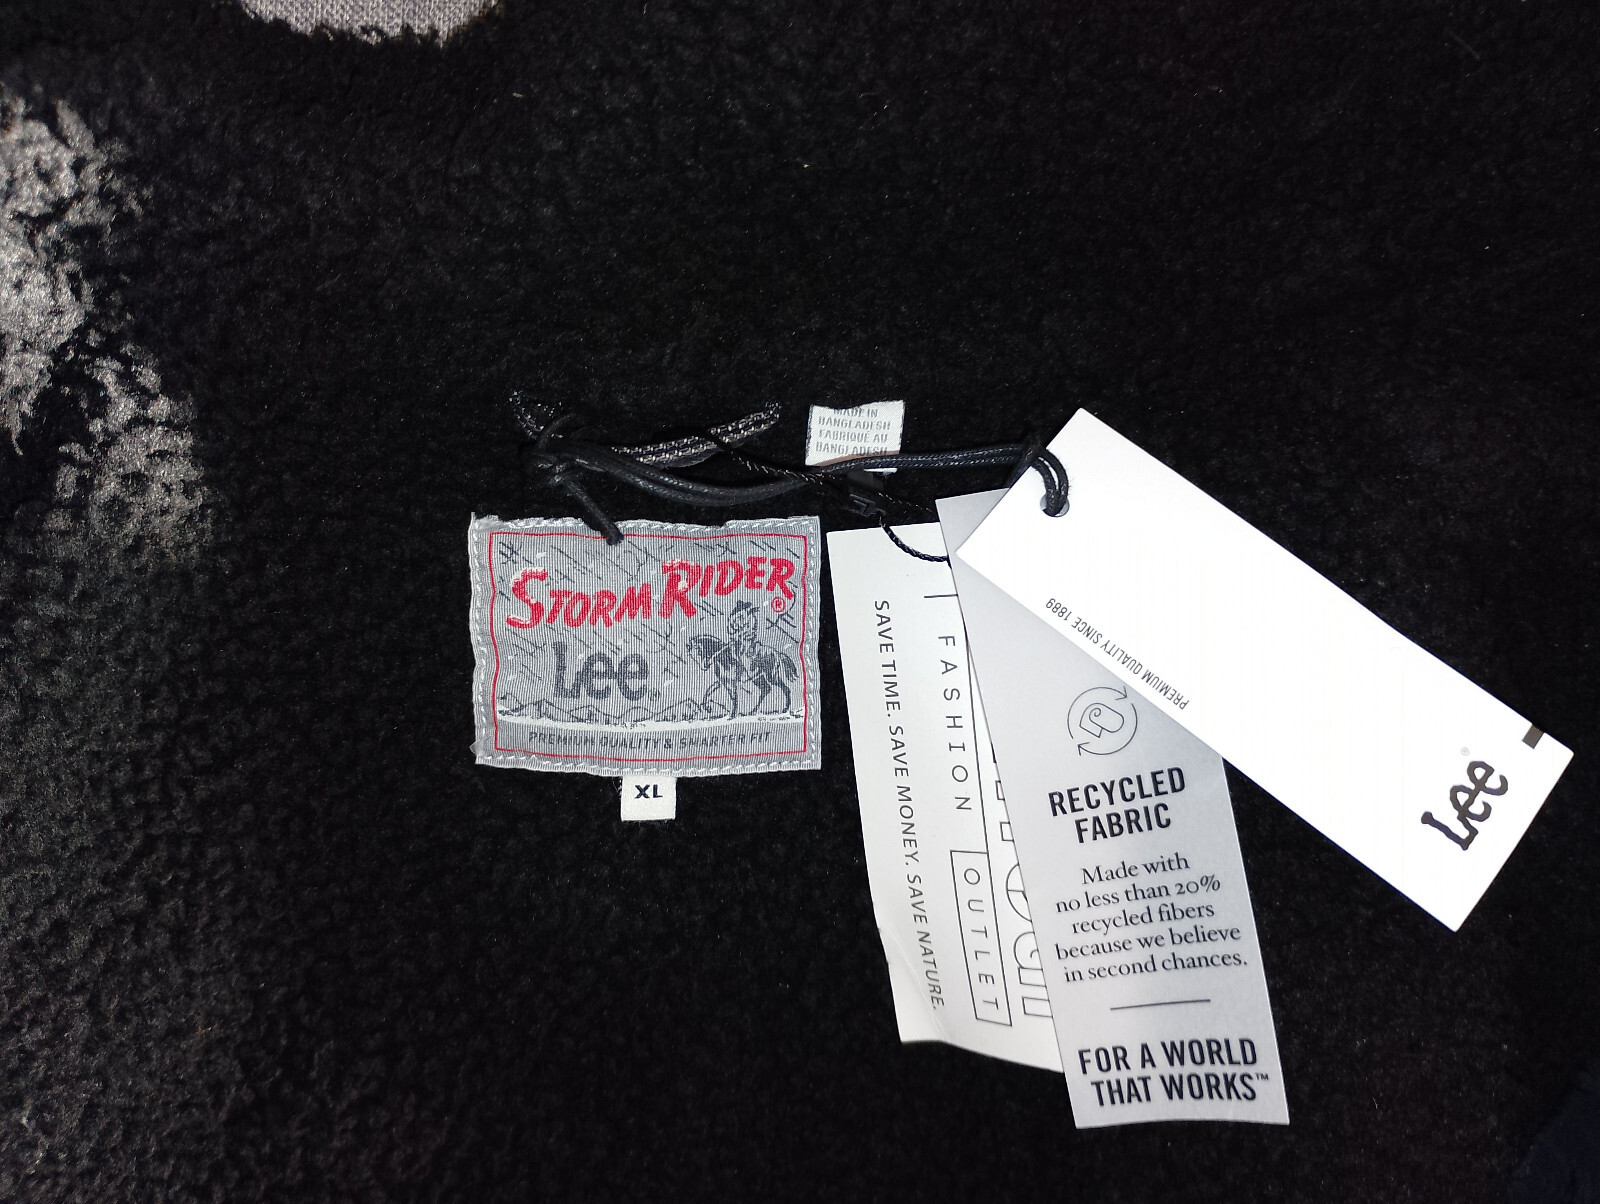 MADE IN
BANGLADESH
FABRIQUE AU
BANGLADESH
STORM RIDER ®
Lee®
PREMIUM QUALITY & SMARTER FIT
XL
SAVE TIME. SAVE MONEY. SAVE NATURE.
FASHION OUTLET
RECYCLED
FABRIC
Made with
no less than 20%
recycled fibers
because we believe
in second chances.
FOR A WORLD
THAT WORKS™
PREMIUM QUALITY SINCE 1889
Lee®